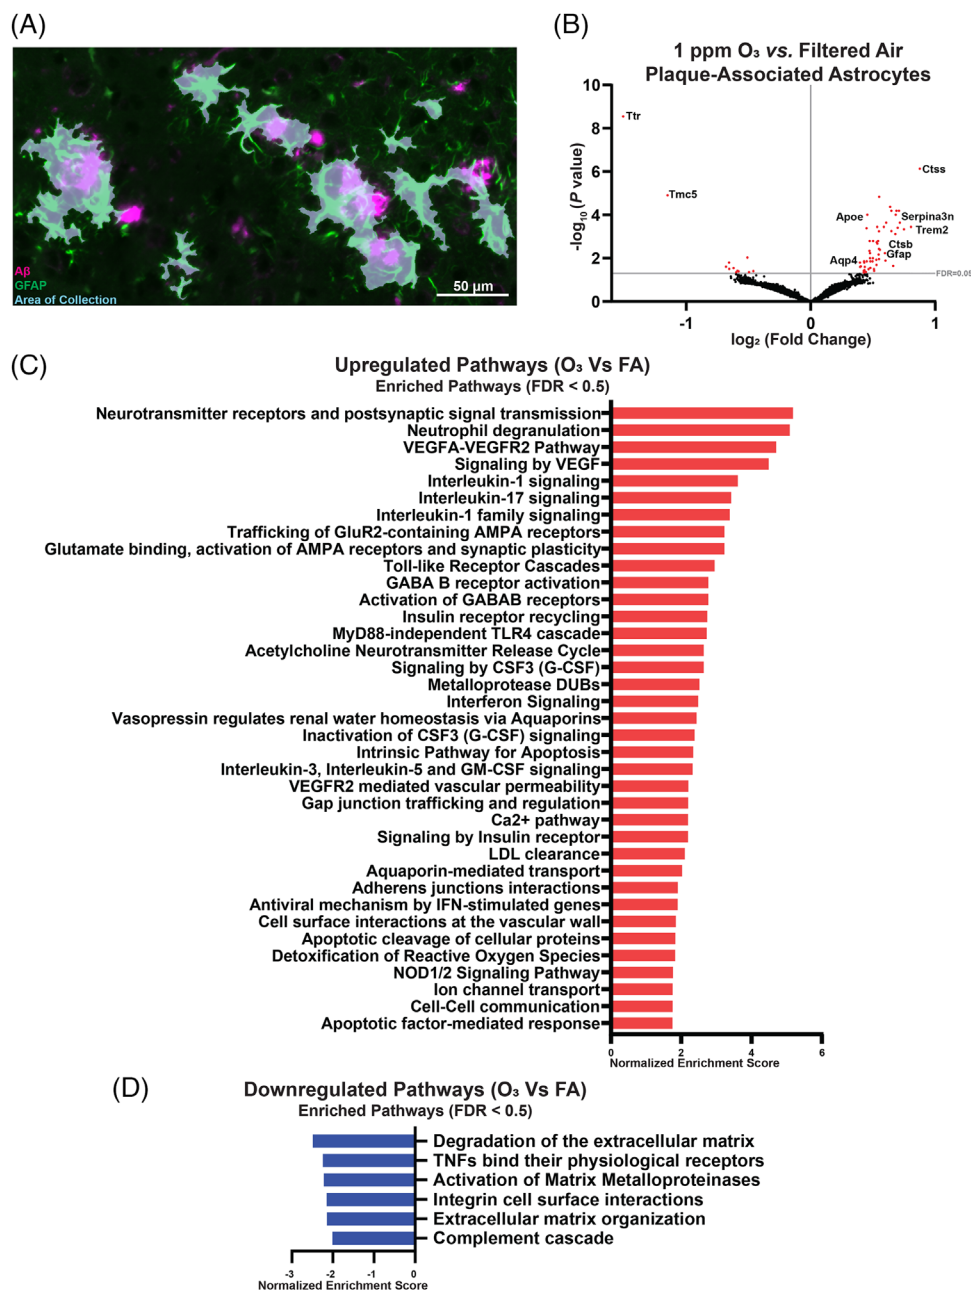 (A)
Aβ
GFAP
Area of Collection
50 µm
(B)
1 ppm O₃ vs. Filtered Air
Plaque-Associated Astrocytes
-log₁₀ (P value)
10
8
6
4
2
0
Ttr
Tmc5
Ctss
Apoe
Serpina3n
Trem2
Ctsb
Gfap
Aqp4
FDR=0.05
-1
0
1
log₂ (Fold Change)
(C)
Upregulated Pathways (O₃ Vs FA)
Enriched Pathways (FDR < 0.5)
Neurotransmitter receptors and postsynaptic signal transmission
Neutrophil degranulation
VEGFA-VEGFR2 Pathway
Signaling by VEGF
Interleukin-1 signaling
Interleukin-17 signaling
Interleukin-1 family signaling
Trafficking of GluR2-containing AMPA receptors
Glutamate binding, activation of AMPA receptors and synaptic plasticity
Toll-like Receptor Cascades
GABA B receptor activation
Activation of GABAB receptors
Insulin receptor recycling
MyD88-independent TLR4 cascade
Acetylcholine Neurotransmitter Release Cycle
Signaling by CSF3 (G-CSF)
Metalloprotease DUBs
Interferon Signaling
Vasopressin regulates renal water homeostasis via Aquaporins
Inactivation of CSF3 (G-CSF) signaling
Intrinsic Pathway for Apoptosis
Interleukin-3, Interleukin-5 and GM-CSF signaling
VEGFR2 mediated vascular permeability
Gap junction trafficking and regulation
Ca2+ pathway
Signaling by Insulin receptor
LDL clearance
Aquaporin-mediated transport
Adherens junctions interactions
Antiviral mechanism by IFN-stimulated genes
Cell surface interactions at the vascular wall
Apoptotic cleavage of cellular proteins
Detoxification of Reactive Oxygen Species
NOD1/2 Signaling Pathway
Ion channel transport
Cell-Cell communication
Apoptotic factor-mediated response
0
2
4
6
Normalized Enrichment Score
(D)
Downregulated Pathways (O₃ Vs FA)
Enriched Pathways (FDR < 0.5)
Degradation of the extracellular matrix
TNFs bind their physiological receptors
Activation of Matrix Metalloproteinases
Integrin cell surface interactions
Extracellular matrix organization
Complement cascade
-3
-2
-1
0
Normalized Enrichment Score